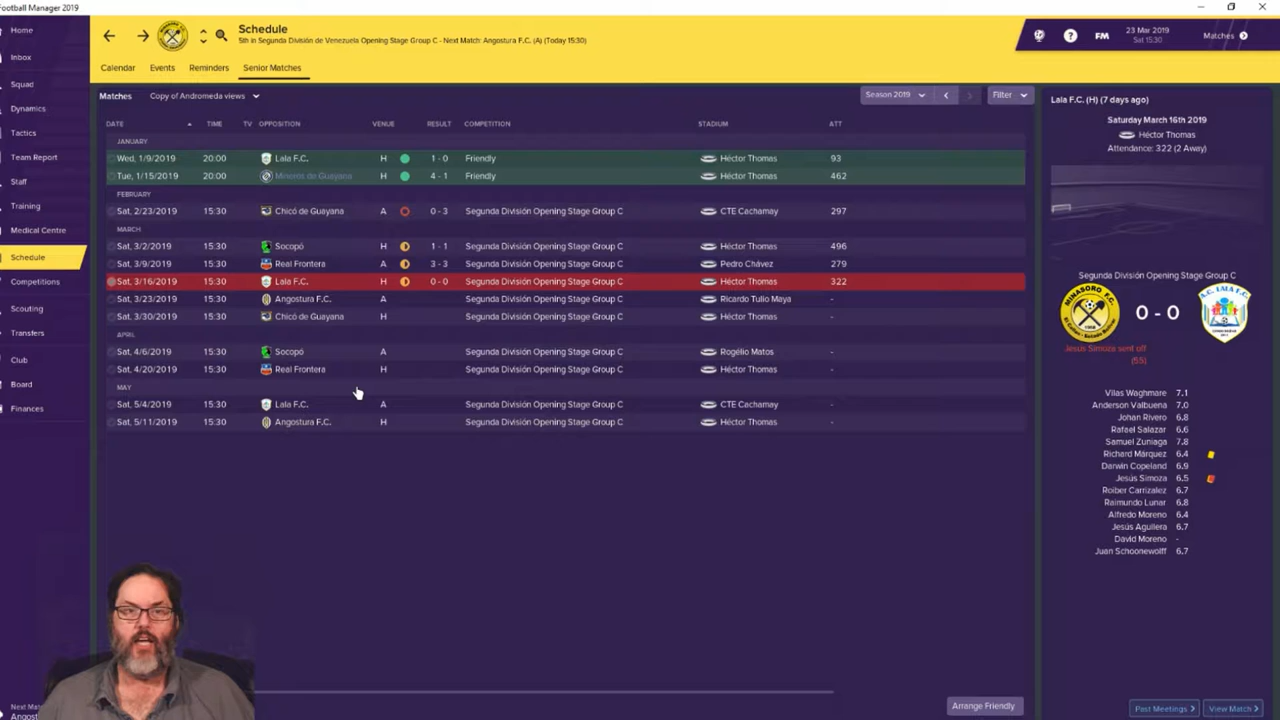 Football Manager 2019
Schedule
5th in Segunda División de Venezuela Opening Stage Group C - Next Match: Angostura F.C. (A) (Today 15:30)
FM
23 Mar 2019
Sat 15:30
Matches
Calendar Events Reminders Senior Matches
Home
Inbox
Squad
Dynamics
Tactics
Team Report
Staff
Training
Medical Centre
Schedule
Competitions
Scouting
Transfers
Club
Board
Finances
Matches Copy of Andromeda views Season 2019 Filter
DATE TIME TV OPPOSITION VENUE RESULT COMPETITION STADIUM ATT
JANUARY
Wed, 1/9/2019 20:00 Lala F.C. H 1 - 0 Friendly Héctor Thomas 93
Tue, 1/15/2019 20:00 Mineros de Guayana H 4 - 1 Friendly Héctor Thomas 462
FEBRUARY
Sat, 2/23/2019 15:30 Chicó de Guayana A 0 - 3 Segunda División Opening Stage Group C CTE Cachamay 297
MARCH
Sat, 3/2/2019 15:30 Socopó H 1 - 1 Segunda División Opening Stage Group C Héctor Thomas 496
Sat, 3/9/2019 15:30 Real Frontera A 3 - 3 Segunda División Opening Stage Group C Pedro Chávez 279
Sat, 3/16/2019 15:30 Lala F.C. H 0 - 0 Segunda División Opening Stage Group C Héctor Thomas 322
Sat, 3/23/2019 15:30 Angostura F.C. A Segunda División Opening Stage Group C Ricardo Tulio Maya -
Sat, 3/30/2019 15:30 Chicó de Guayana H Segunda División Opening Stage Group C Héctor Thomas -
APRIL
Sat, 4/6/2019 15:30 Socopó A Segunda División Opening Stage Group C Rogélio Matos -
Sat, 4/20/2019 15:30 Real Frontera H Segunda División Opening Stage Group C Héctor Thomas -
MAY
Sat, 5/4/2019 15:30 Lala F.C. A Segunda División Opening Stage Group C CTE Cachamay -
Sat, 5/11/2019 15:30 Angostura F.C. H Segunda División Opening Stage Group C Héctor Thomas -
Lala F.C. (H) (7 days ago)
Saturday March 16th 2019
Héctor Thomas
Attendance: 322 (2 Away)
Segunda División Opening Stage Group C
MINASORO F.C.
A.C. LALA F.C.
0 - 0
Jesús Simoza sent off
(55)
Vilas Waghmare 7.1
Anderson Valbuena 7.0
Johan Rivero 6.8
Rafael Salazar 6.6
Samuel Zuniaga 7.8
Richard Márquez 6.4
Darwin Copeland 6.9
Jesús Simoza 6.5
Roiber Carrizalez 6.7
Raimundo Lunar 6.8
Alfredo Moreno 6.4
Jesús Aguilera 6.7
David Moreno -
Juan Schoonewolff 6.7
Next Mat
Angos
Arrange Friendly
Past Meetings
View Match